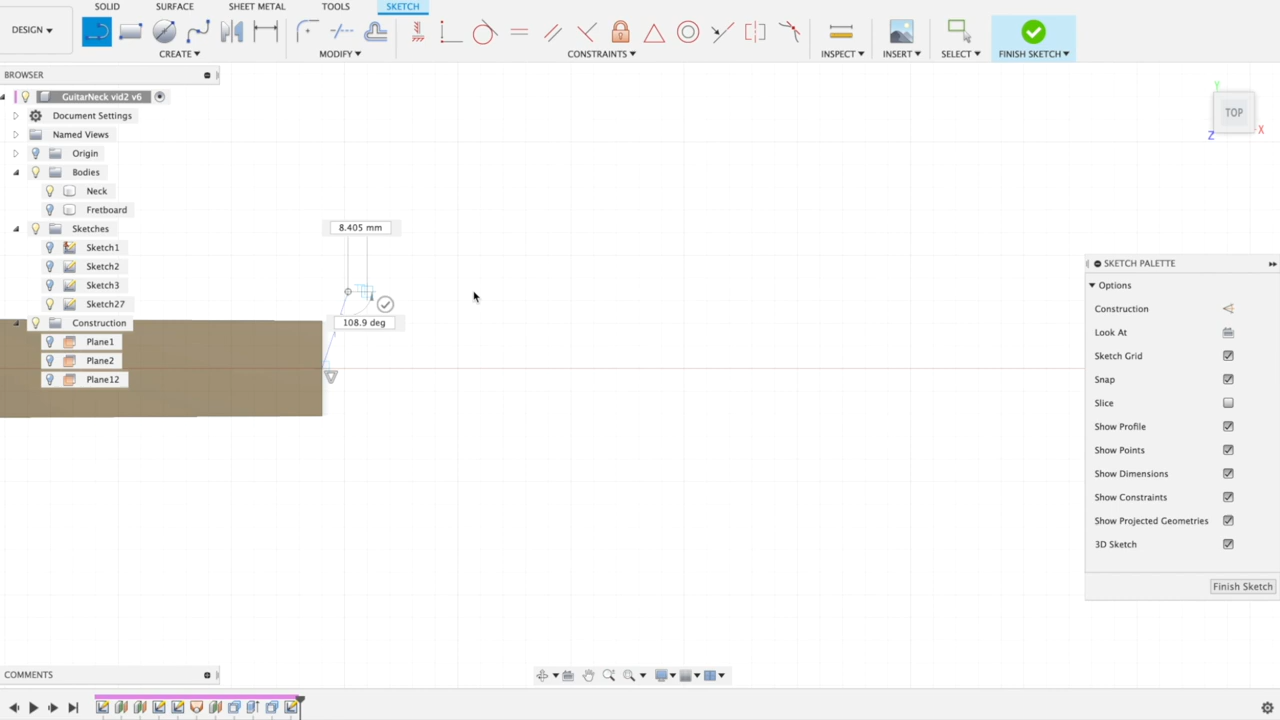 SOLID SURFACE SHEET METAL TOOLS SKETCH
DESIGN
CREATE MODIFY CONSTRAINTS INSPECT INSERT SELECT FINISH SKETCH
BROWSER
GuitarNeck vid2 v6
Document Settings
Named Views
Origin
Bodies
Neck
Fretboard
Sketches
Sketch1
Sketch2
Sketch3
Sketch27
Construction
Plane1
Plane2
Plane12
8.405 mm
108.9 deg
Y
TOP
X
Z
SKETCH PALETTE
Options
Construction
Look At
Sketch Grid
Snap
Slice
Show Profile
Show Points
Show Dimensions
Show Constraints
Show Projected Geometries
3D Sketch
Finish Sketch
COMMENTS